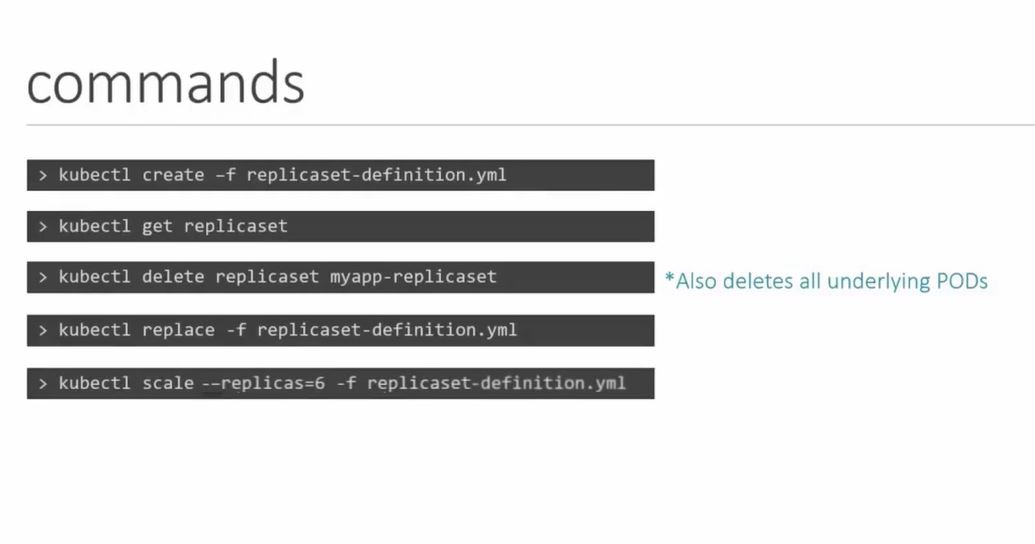 commands
> kubectl create –f replicaset-definition.yml
> kubectl get replicaset
> kubectl delete replicaset myapp-replicaset
*Also deletes all underlying PODs
> kubectl replace -f replicaset-definition.yml
> kubectl scale --replicas=6 -f replicaset-definition.yml